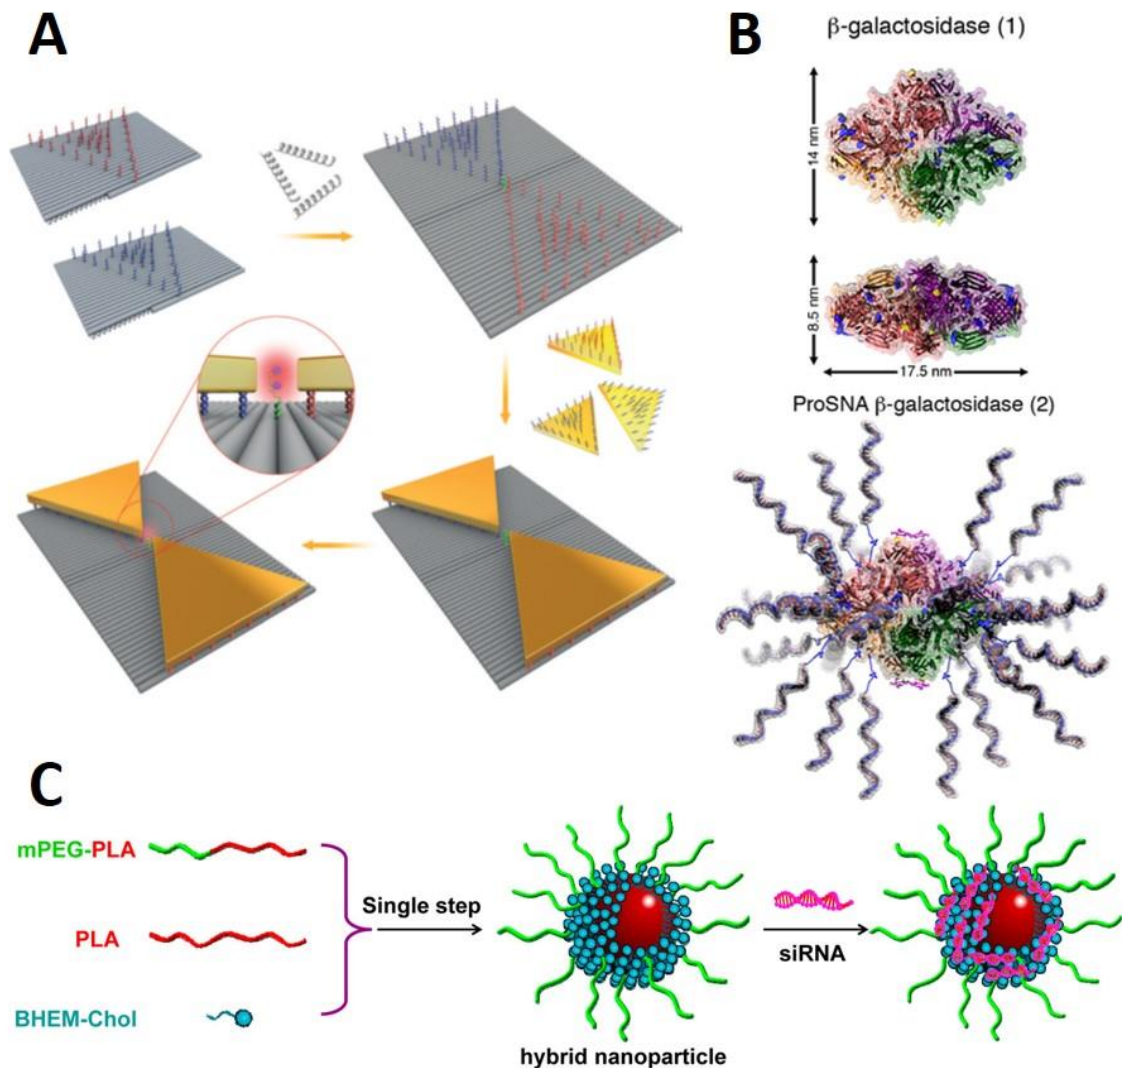 A
B
β-galactosidase (1)
14 nm
8.5 nm
17.5 nm
ProSNA β-galactosidase (2)
C
mPEG-PLA
PLA
BHEM-Chol
Single step
hybrid nanoparticle
siRNA